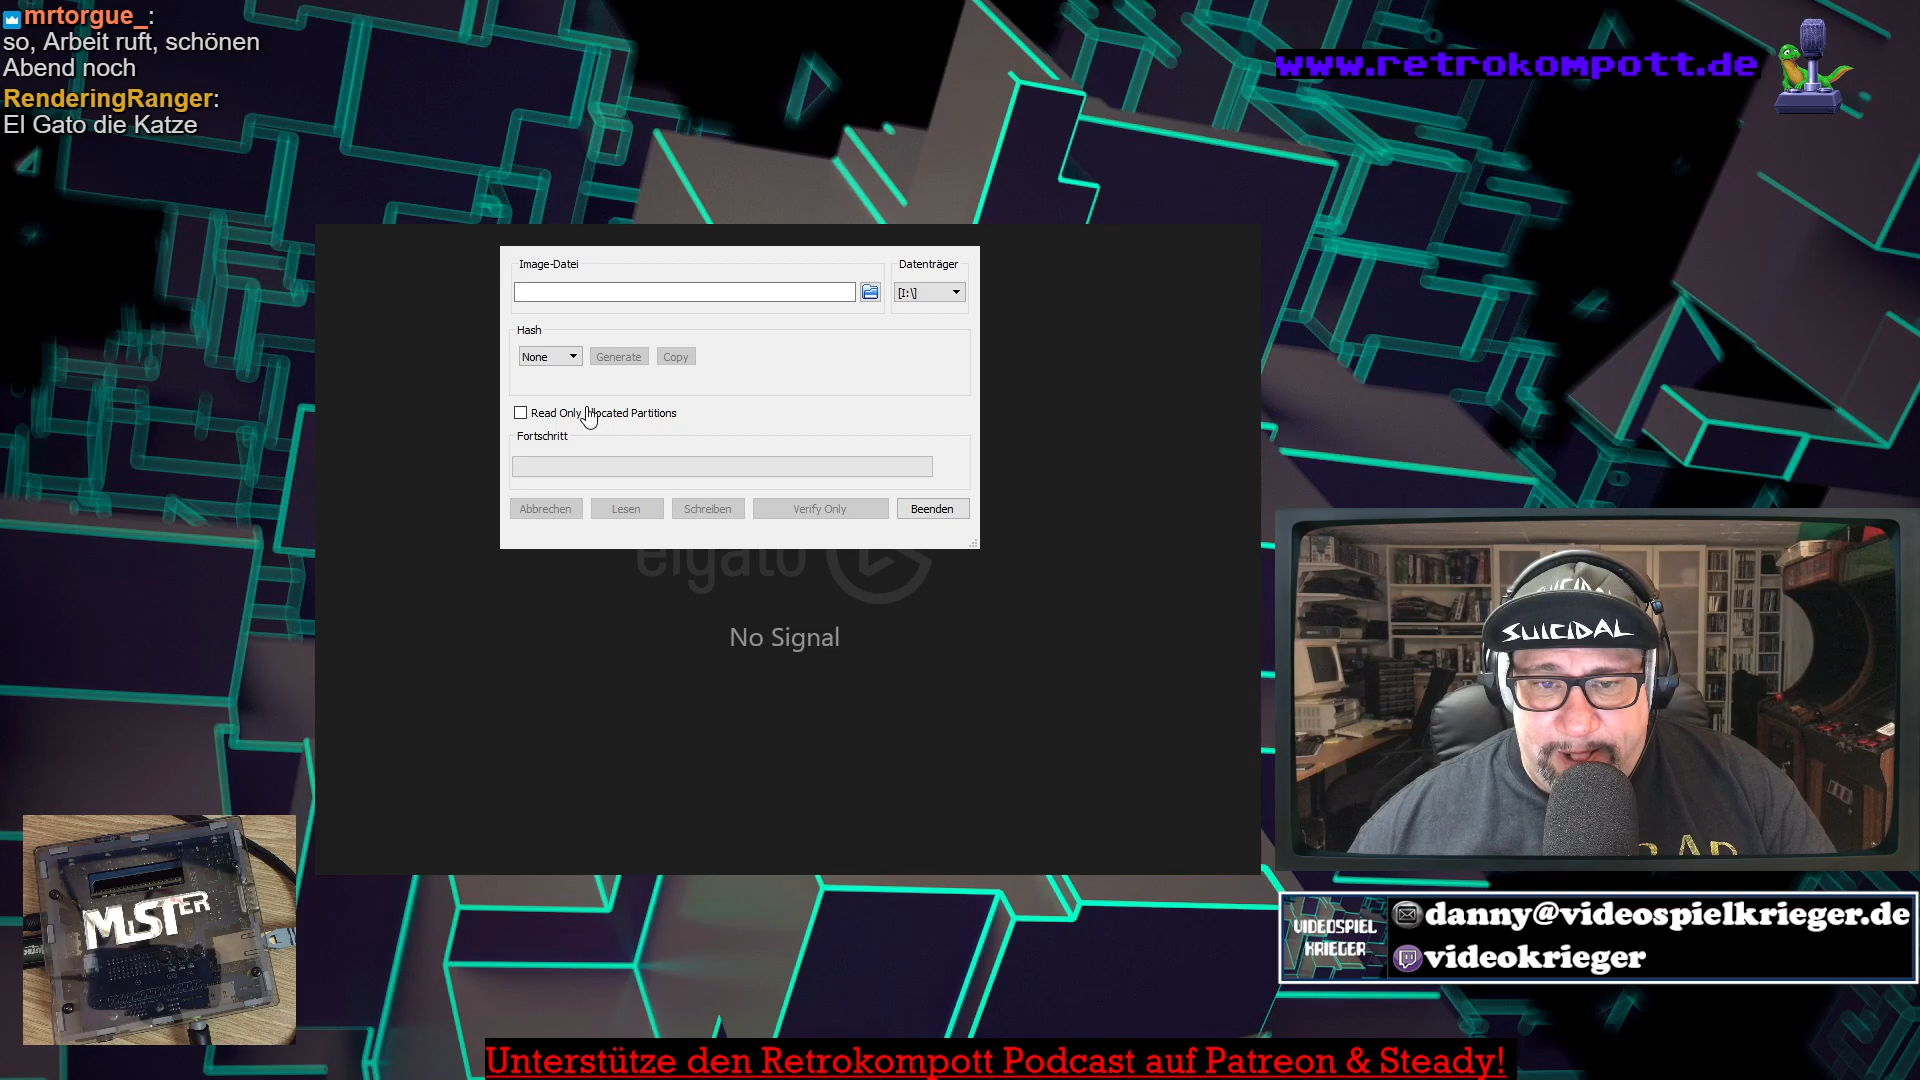 mrtorgue_:
so, Arbeit ruft, schönen
Abend noch
RenderingRanger:
El Gato die Katze
www.retrokompott.de
Image-Datei
Datenträger
[I:\]
Hash
None
Generate
Copy
Read Only
located Partitions
Fortschritt
Abbrechen
Lesen
Schreiben
Verify Only
Beenden
elgato
No Signal
SUICIDAL
MiSTer
VIDEOSPIEL
KRIEGER
danny@videospielkrieger.de
videokrieger
Unterstütze den Retrokompott Podcast auf Patreon & Steady!